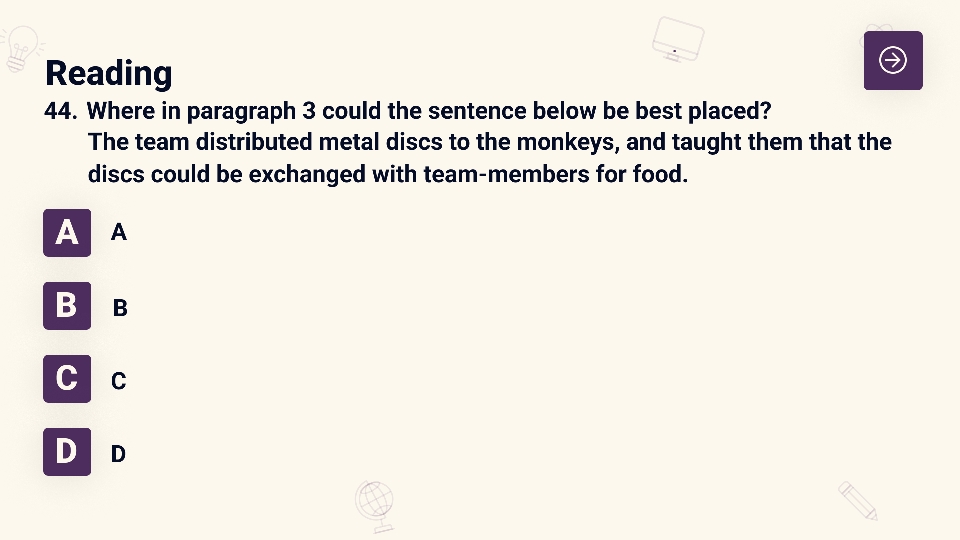 Reading
44. Where in paragraph 3 could the sentence below be best placed?
The team distributed metal discs to the monkeys, and taught them that the
discs could be exchanged with team-members for food.
A A
B B
C C
D D